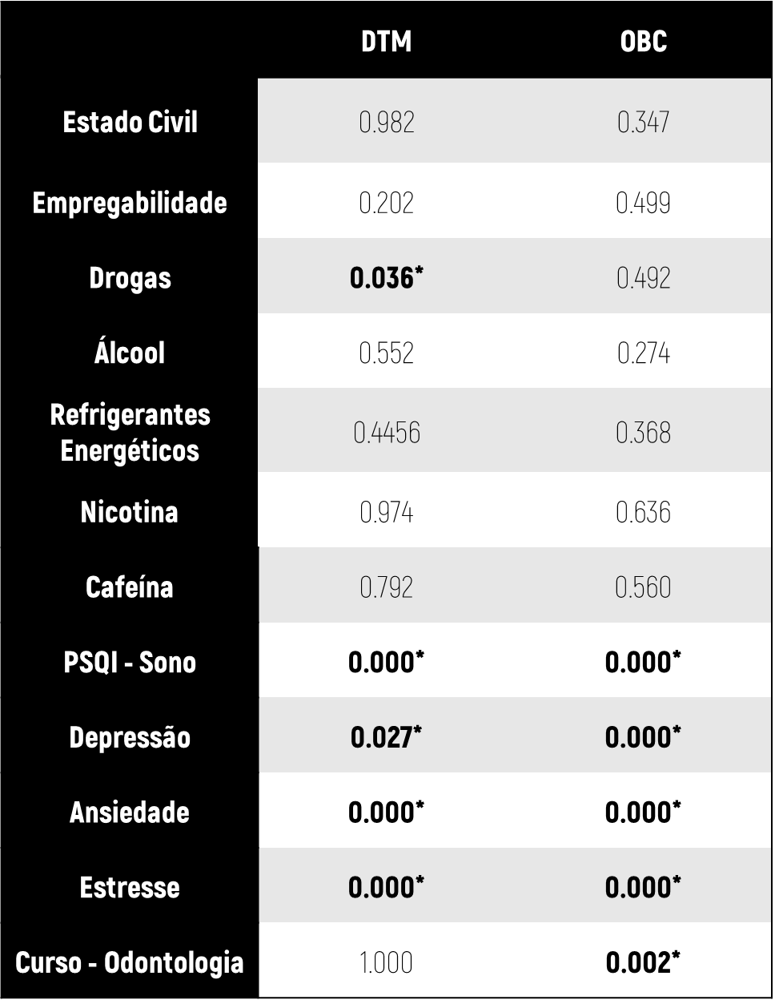 DTM OBC
Estado Civil 0.982 0.347
Empregabilidade 0.202 0.499
Drogas 0.036* 0.492
Álcool 0.552 0.274
Refrigerantes
Energéticos 0.4456 0.368
Nicotina 0.974 0.636
Cafeína 0.792 0.560
PSQI - Sono 0.000* 0.000*
Depressão 0.027* 0.000*
Ansiedade 0.000* 0.000*
Estresse 0.000* 0.000*
Curso - Odontologia 1.000 0.002*